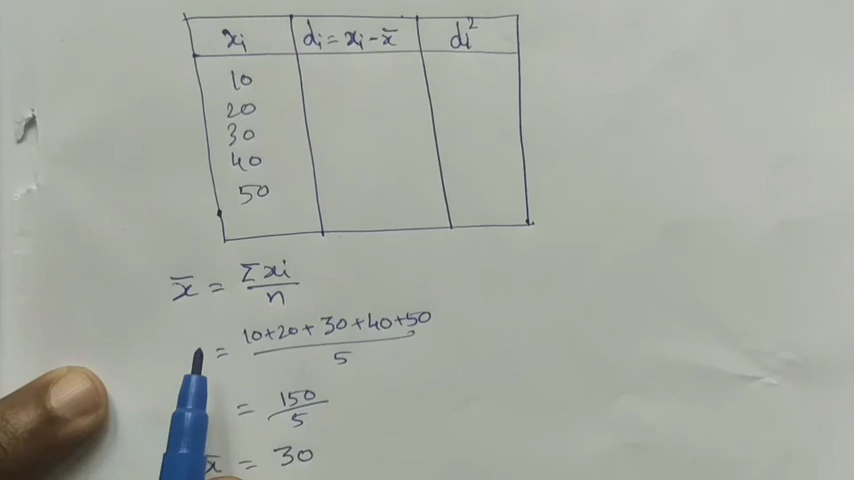 xi di = xi - x̄ di²
10
20
30
40
50
x̄ = Σxi / n
= 10+20+30+40+50 / 5
= 150 / 5
x̄ = 30